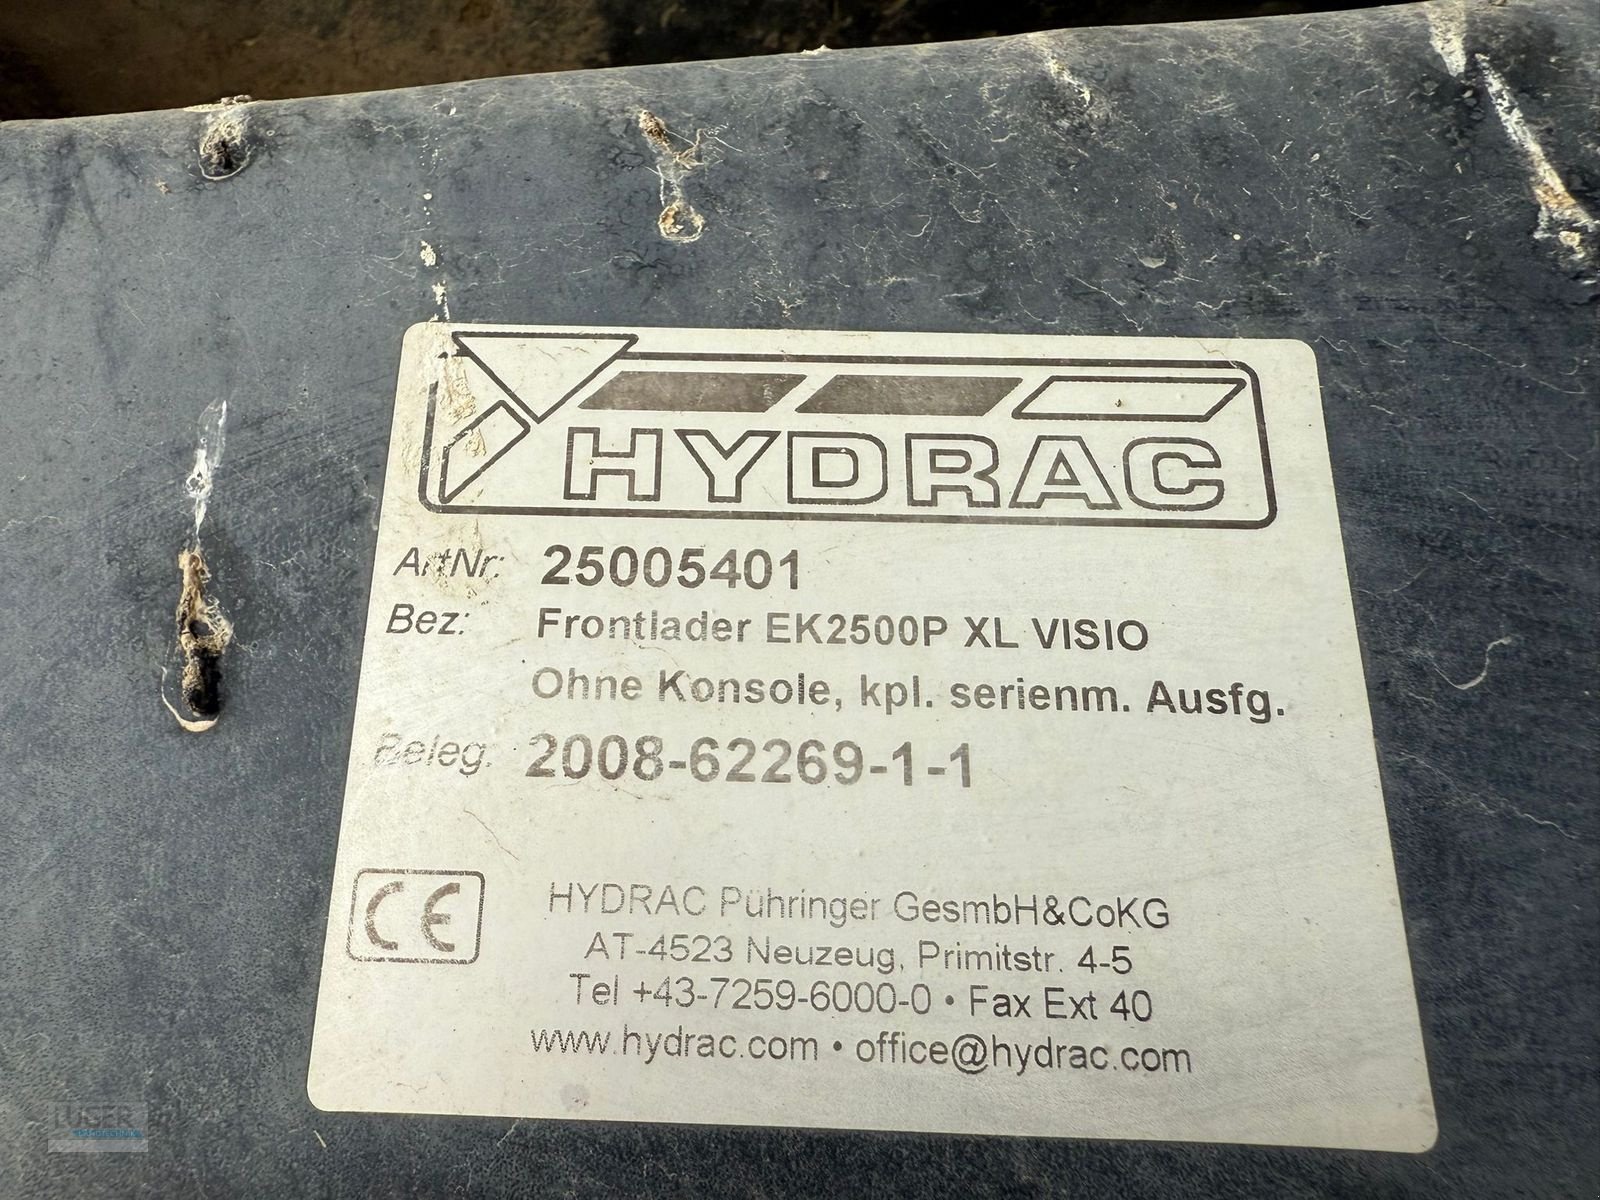 HYDRAC
ArtNr: 25005401
Bez: Frontlader EK2500P XL VISIO
Ohne Konsole, kpl. serienm. Ausfg.
Beleg: 2008-62269-1-1
CE
HYDRAC Pühringer GesmbH&CoKG
AT-4523 Neuzeug, Primitstr. 4-5
Tel +43-7259-6000-0 • Fax Ext 40
www.hydrac.com • office@hydrac.com